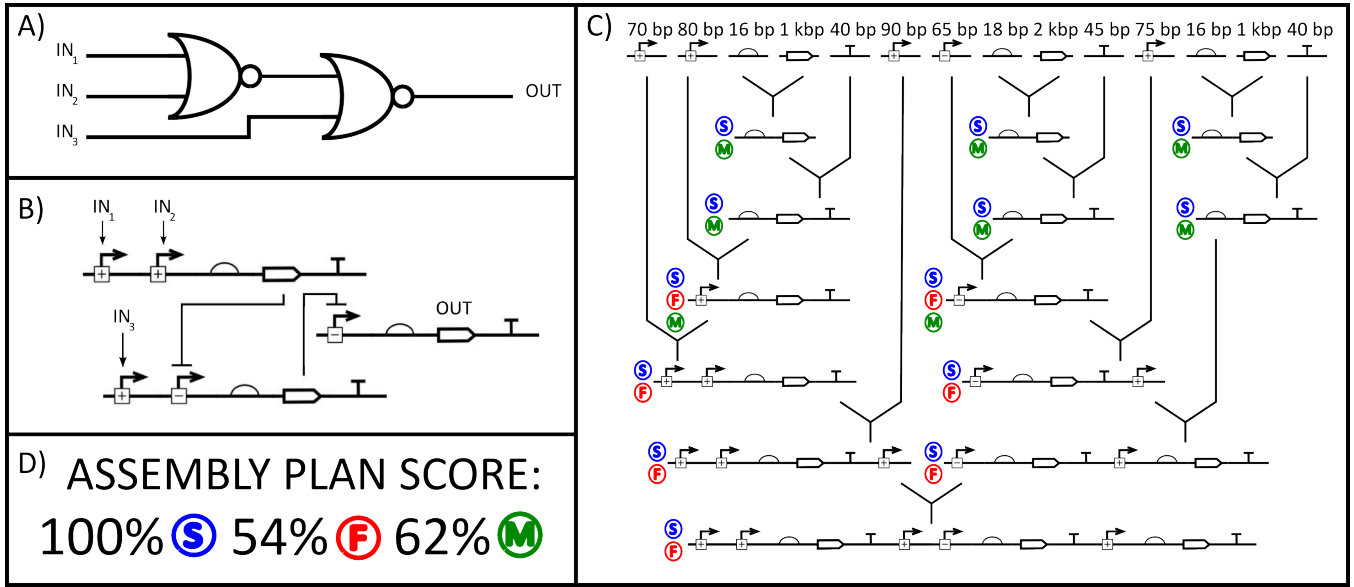 A)
IN1
IN2
IN3
OUT
B)
IN1 IN2
+ +
OUT
IN3
−
+ −
C)
70 bp 80 bp 16 bp 1 kbp 40 bp 90 bp 65 bp 18 bp 2 kbp 45 bp 75 bp 16 bp 1 kbp 40 bp
+ + + − +
S S S
M M M
S S S
M M M
S S
F + F −
M M
S S
F + + F − +
S S
F + + + F − +
S
F + + + − +
D) ASSEMBLY PLAN SCORE:
100% S 54% F 62% M